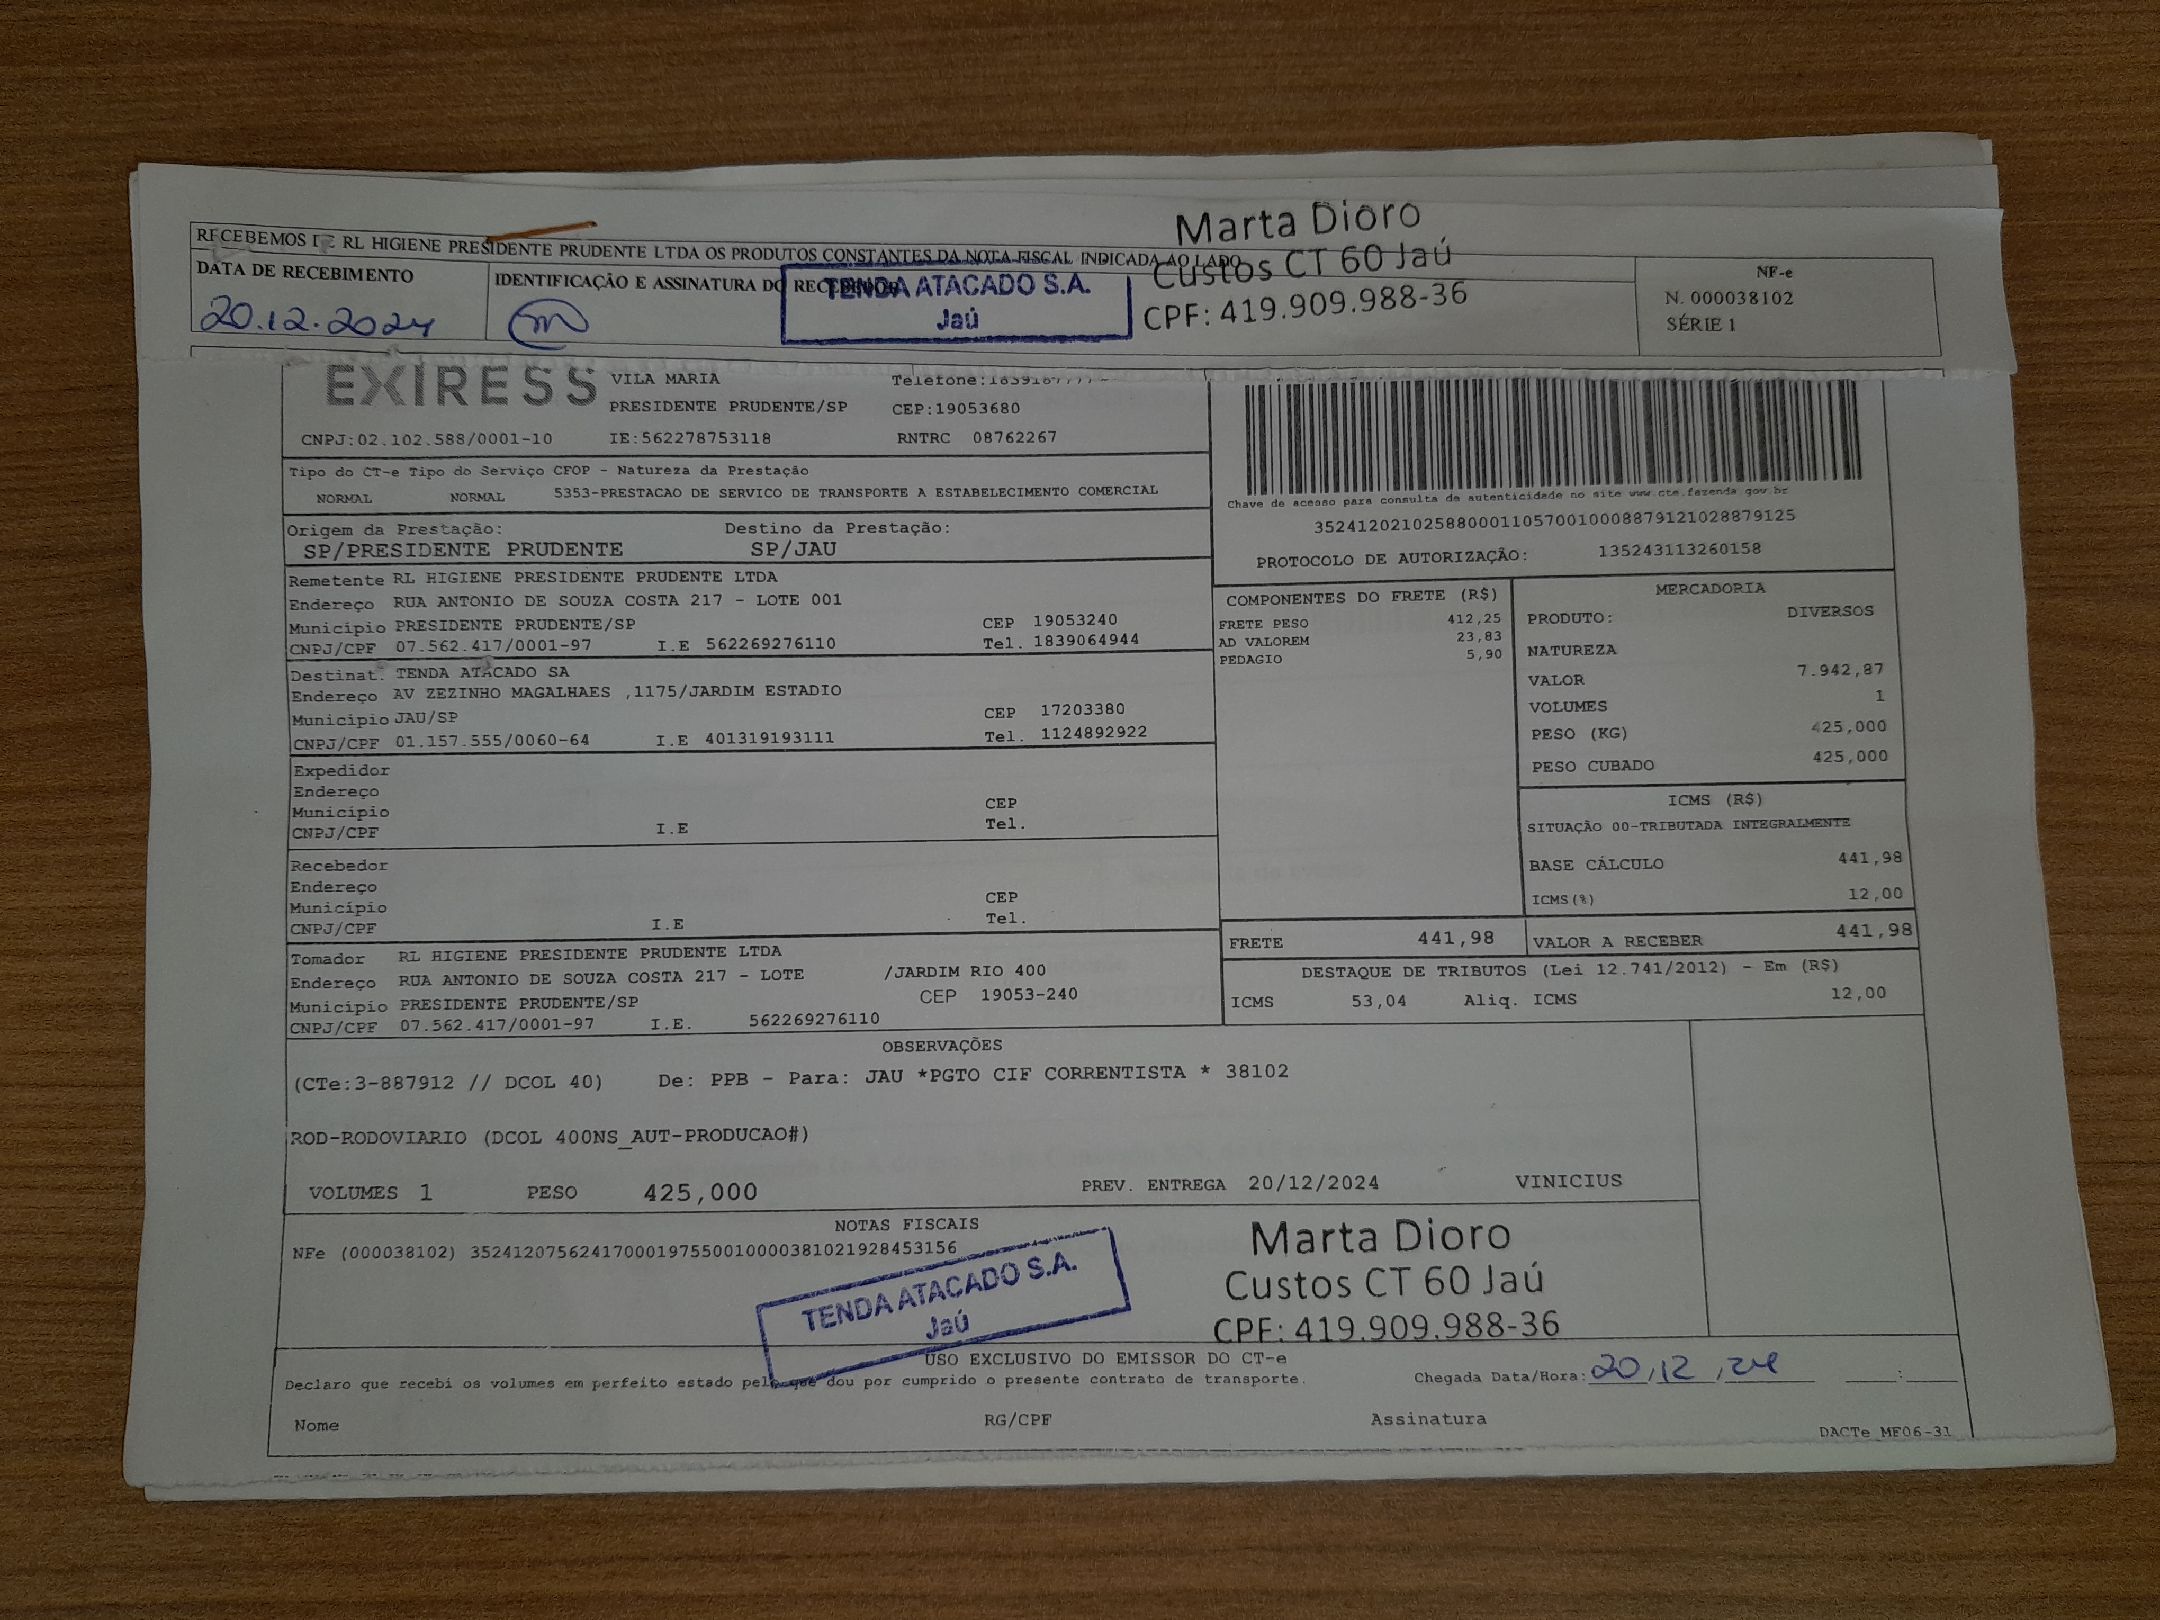 RECEBEMOS DE RL HIGIENE PRESIDENTE PRUDENTE LTDA OS PRODUTOS CONSTANTES DA NOTA FISCAL INDICADA AO LADO
DATA DE RECEBIMENTO
20.12.2024
IDENTIFICAÇÃO E ASSINATURA DO RECEBEDOR
TENDA ATACADO S.A.
Jaú
Marta Dioro
Custos CT 60 Jaú
CPF: 419.909.988-36
NF-e
N. 000038102
SÉRIE 1
EXPRESS
VILA MARIA Telefone:
PRESIDENTE PRUDENTE/SP CEP:19053680
CNPJ:02.102.588/0001-10 IE:562278753118 RNTRC 08762267
Tipo do CT-e Tipo do Serviço CFOP - Natureza da Prestação
NORMAL NORMAL 5353-PRESTACAO DE SERVICO DE TRANSPORTE A ESTABELECIMENTO COMERCIAL
Chave de acesso para consulta de autenticidade no site www.cte.fazenda.gov.br
35241202102588000110570010008879121028879125
PROTOCOLO DE AUTORIZAÇÃO: 135243113260158
Origem da Prestação: Destino da Prestação:
SP/PRESIDENTE PRUDENTE SP/JAU
Remetente RL HIGIENE PRESIDENTE PRUDENTE LTDA
Endereço RUA ANTONIO DE SOUZA COSTA 217 - LOTE 001
Município PRESIDENTE PRUDENTE/SP CEP 19053240
CNPJ/CPF 07.562.417/0001-97 I.E 562269276110 Tel. 1839064944
Destinat. TENDA ATACADO SA
Endereço AV ZEZINHO MAGALHAES ,1175/JARDIM ESTADIO
Município JAU/SP CEP 17203380
CNPJ/CPF 01.157.555/0060-64 I.E 401319193111 Tel. 1124892922
Expedidor
Endereço
Município CEP
CNPJ/CPF I.E Tel.
Recebedor
Endereço
Município CEP
CNPJ/CPF I.E Tel.
Tomador RL HIGIENE PRESIDENTE PRUDENTE LTDA
Endereço RUA ANTONIO DE SOUZA COSTA 217 - LOTE /JARDIM RIO 400
Município PRESIDENTE PRUDENTE/SP CEP 19053-240
CNPJ/CPF 07.562.417/0001-97 I.E. 562269276110
COMPONENTES DO FRETE (R$)
FRETE PESO 412,25
AD VALOREM 23,83
PEDAGIO 5,90
MERCADORIA
PRODUTO: DIVERSOS
NATUREZA
VALOR 7.942,87
VOLUMES 1
PESO (KG) 425,000
PESO CUBADO 425,000
ICMS (R$)
SITUAÇÃO 00-TRIBUTADA INTEGRALMENTE
BASE CÁLCULO 441,98
ICMS(%) 12,00
FRETE 441,98 VALOR A RECEBER 441,98
DESTAQUE DE TRIBUTOS (Lei 12.741/2012) - Em (R$)
ICMS 53,04 Aliq. ICMS 12,00
OBSERVAÇÕES
(CTe:3-887912 // DCOL 40) De: PPB - Para: JAU *PGTO CIF CORRENTISTA * 38102
ROD-RODOVIARIO (DCOL 400NS_AUT-PRODUCAO#)
VOLUMES 1 PESO 425,000 PREV. ENTREGA 20/12/2024 VINICIUS
NOTAS FISCAIS
NFe (000038102) 35241207562417000197550010000381021928453156
TENDA ATACADO S.A.
Jaú
Marta Dioro
Custos CT 60 Jaú
CPF: 419.909.988-36
USO EXCLUSIVO DO EMISSOR DO CT-e
Declaro que recebi os volumes em perfeito estado pelo que dou por cumprido o presente contrato de transporte. Chegada Data/Hora: 20,12,24 :
Nome RG/CPF Assinatura
DACTe_MF06-31